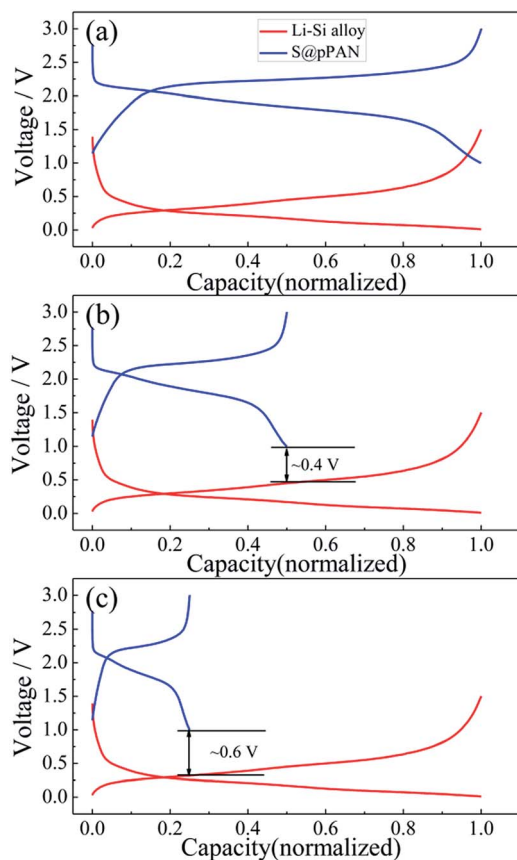 (a)
Li-Si alloy
S@pPAN
Voltage / V
3.0
2.5
2.0
1.5
1.0
0.5
0.0
0.0 0.2 0.4 0.6 0.8 1.0
Capacity(normalized)
(b)
Voltage / V
3.0
2.5
2.0
1.5
1.0
0.5
0.0
~0.4 V
0.0 0.2 0.4 0.6 0.8 1.0
Capacity(normalized)
(c)
Voltage / V
3.0
2.5
2.0
1.5
1.0
0.5
0.0
~0.6 V
0.0 0.2 0.4 0.6 0.8 1.0
Capacity(normalized)